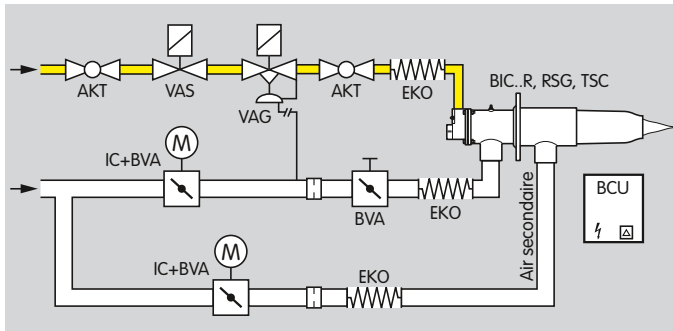 AKT
VAS
VAG
AKT
EKO
BIC..R, RSG, TSC
M
IC+BVA
BVA
EKO
Air secondaire
BCU
M
IC+BVA
EKO